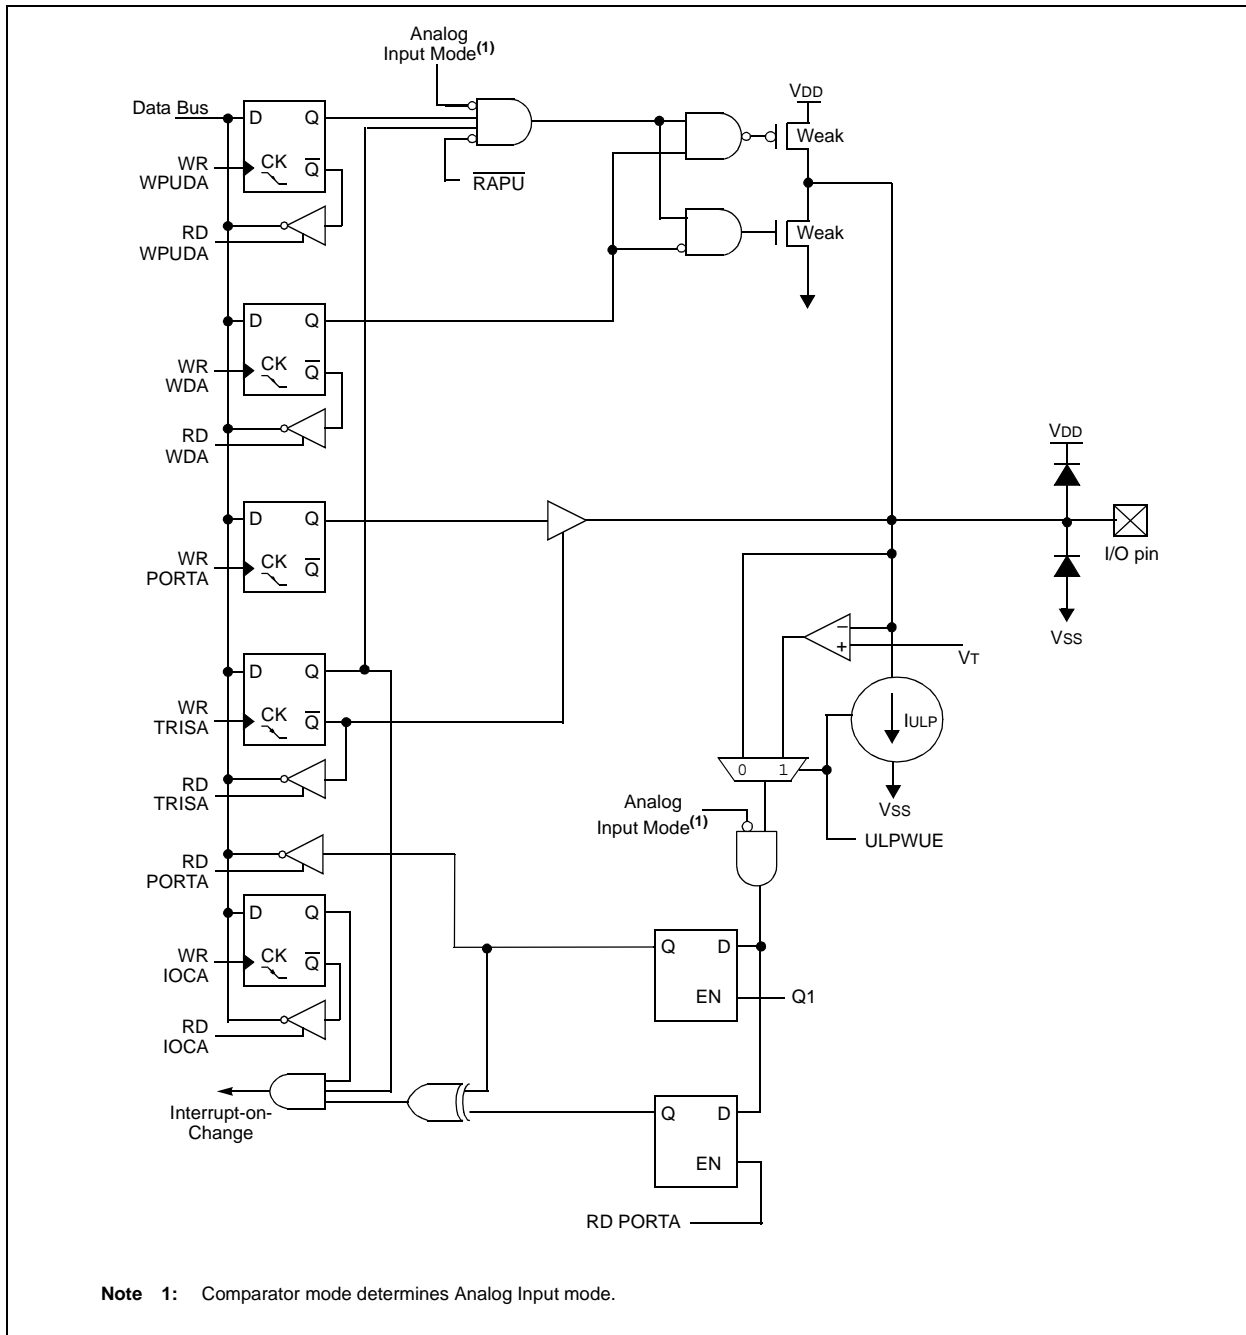 Analog
Input Mode(1)
VDD
Data Bus
D Q
Weak
WR
WPUDA
CK Q̅
R̅A̅P̅U̅
RD
WPUDA
Weak
D Q
WR
WDA
CK Q̅
RD
WDA
VDD
D Q
WR
PORTA
CK Q̅
I/O pin
VSS
VT
D Q
WR
TRISA
CK Q̅
IULP
RD
TRISA
0 1
VSS
Analog
Input Mode(1)
ULPWUE
RD
PORTA
D Q
WR
IOCA
CK Q̅
Q D
EN
Q1
RD
IOCA
Interrupt-on-
Change
Q D
EN
RD PORTA
Note 1: Comparator mode determines Analog Input mode.